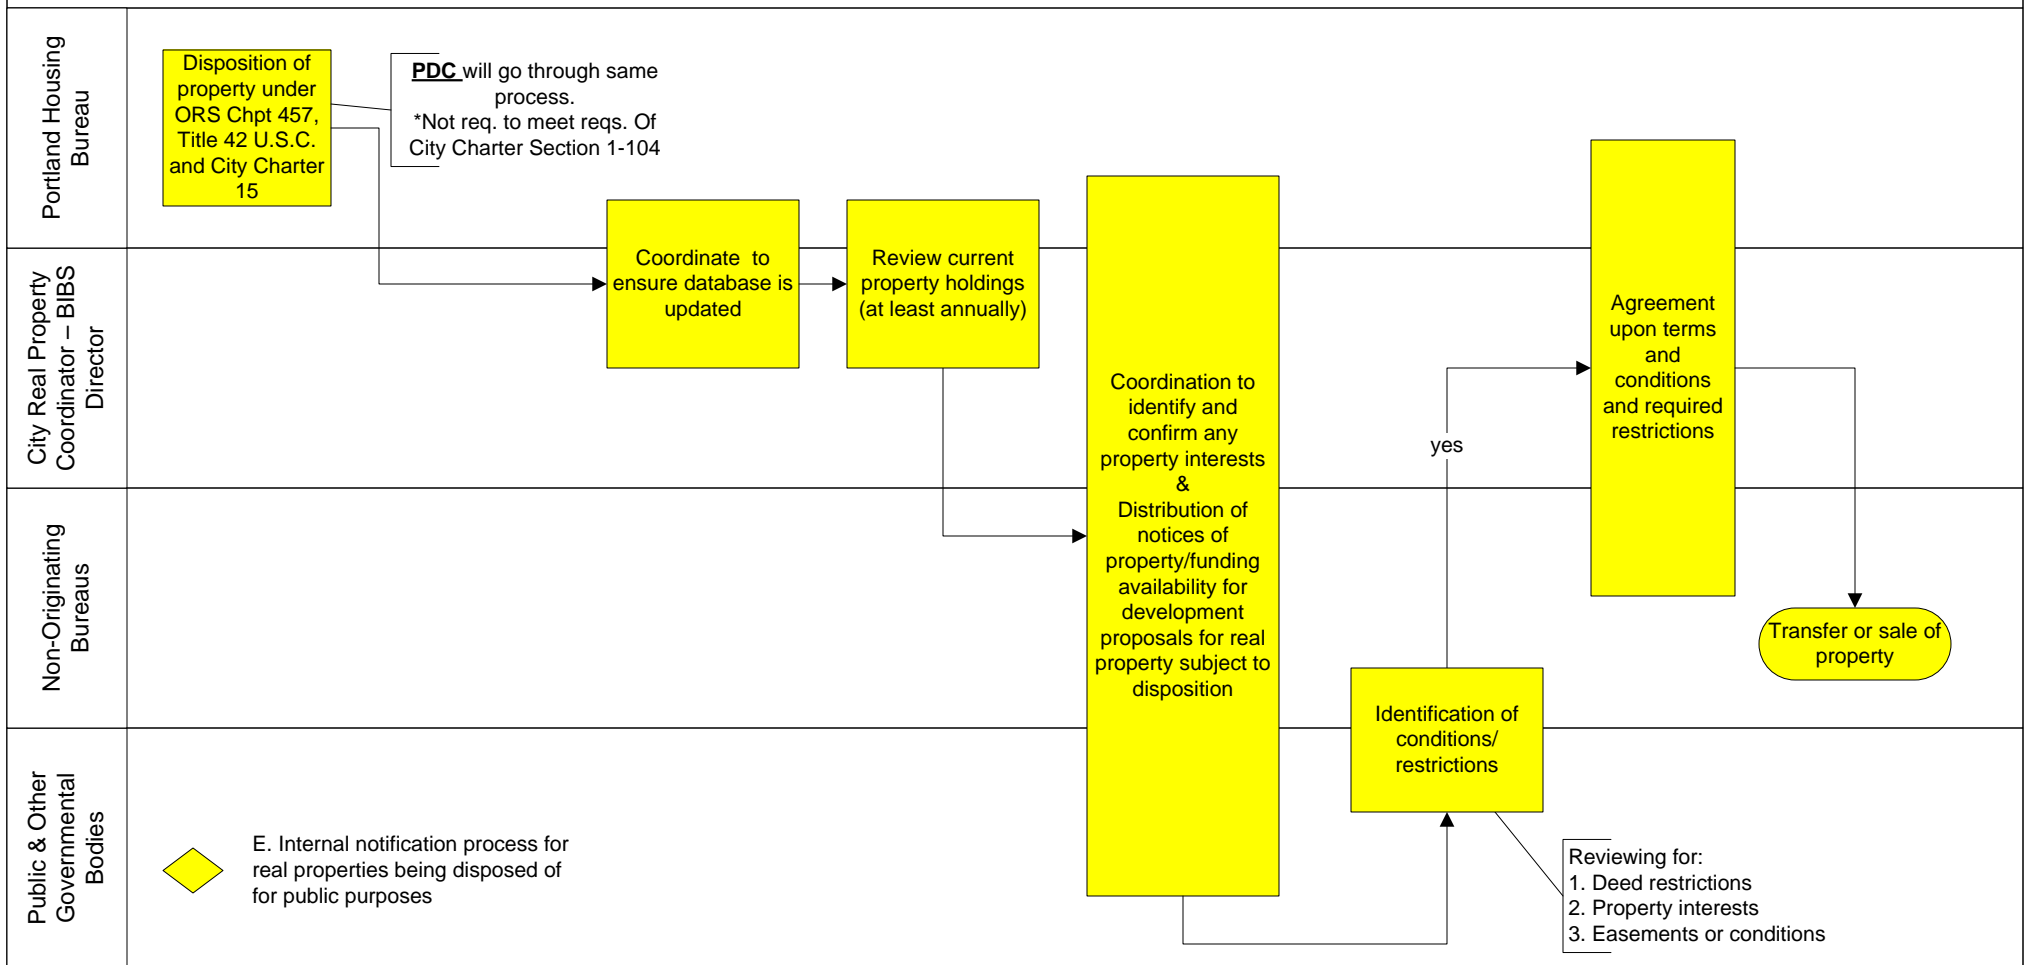 Portland Housing
Bureau
Disposition of
property under
ORS Chpt 457,
Title 42 U.S.C.
and City Charter
15
PDC will go through same
process.
*Not req. to meet reqs. Of
City Charter Section 1-104
City Real Property
Coordinator – BIBS
Director
Coordinate to
ensure database is
updated
Review current
property holdings
(at least annually)
Coordination to
identify and
confirm any
property interests
&
Distribution of
notices of
property/funding
availability for
development
proposals for real
property subject to
disposition
yes
Agreement
upon terms
and
conditions
and required
restrictions
Non-Originating
Bureaus
Transfer or sale of
property
Identification of
conditions/
restrictions
Public & Other
Governmental
Bodies
E. Internal notification process for
real properties being disposed of
for public purposes
Reviewing for:
1. Deed restrictions
2. Property interests
3. Easements or conditions